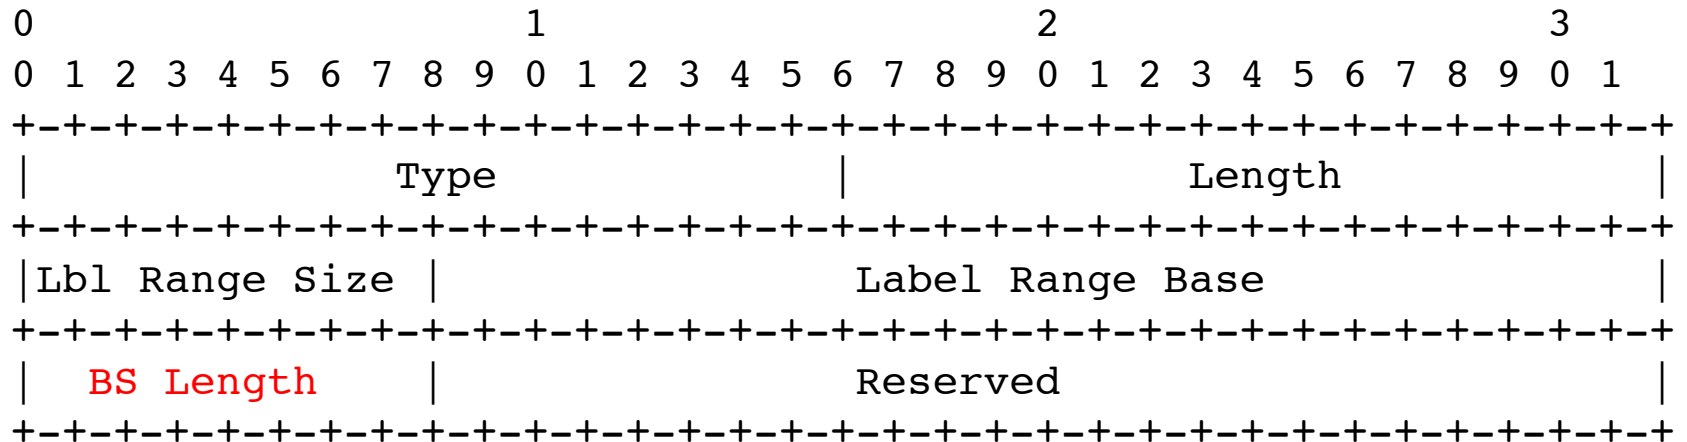 0                   1                   2                   3
0 1 2 3 4 5 6 7 8 9 0 1 2 3 4 5 6 7 8 9 0 1 2 3 4 5 6 7 8 9 0 1
+-+-+-+-+-+-+-+-+-+-+-+-+-+-+-+-+-+-+-+-+-+-+-+-+-+-+-+-+-+-+-+-+
|              Type             |             Length            |
+-+-+-+-+-+-+-+-+-+-+-+-+-+-+-+-+-+-+-+-+-+-+-+-+-+-+-+-+-+-+-+-+
|Lbl Range Size |                Label Range Base               |
+-+-+-+-+-+-+-+-+-+-+-+-+-+-+-+-+-+-+-+-+-+-+-+-+-+-+-+-+-+-+-+-+
|  BS Length    |                Reserved                       |
+-+-+-+-+-+-+-+-+-+-+-+-+-+-+-+-+-+-+-+-+-+-+-+-+-+-+-+-+-+-+-+-+